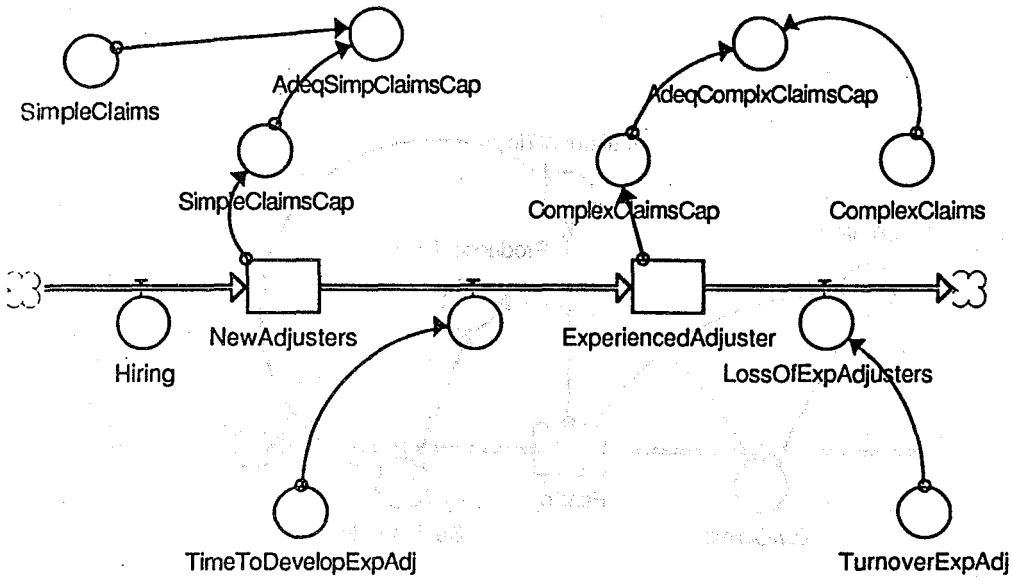 AdeqSimpClaimsCap
AdeqComplxClaimsCap
SimpleClaims
SimpleClaimsCap
ComplexClaimsCap
ComplexClaims
NewAdjusters
ExperiencedAdjuster
Hiring
LossOfExpAdjusters
TimeToDevelopExpAdj
TurnoverExpAdj